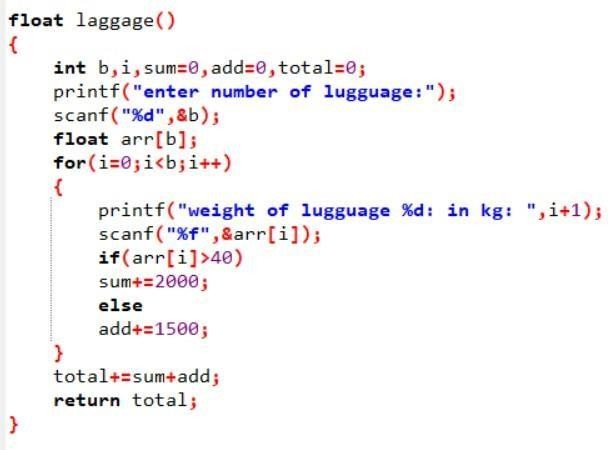 float laggage()
{
    int b,i,sum=0,add=0,total=0;
    printf("enter number of lugguage:");
    scanf("%d",&b);
    float arr[b];
    for(i=0;i<b;i++)
    {
        printf("weight of lugguage %d: in kg: ",i+1);
        scanf("%f",&arr[i]);
        if(arr[i]>40)
        sum+=2000;
        else
        add+=1500;
    }
    total+=sum+add;
    return total;
}